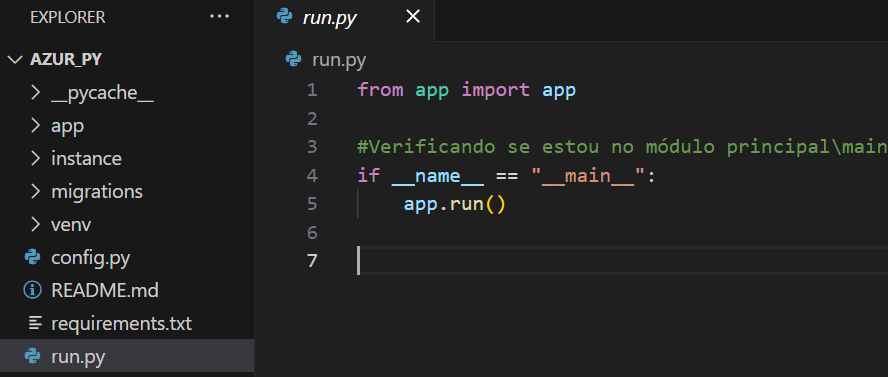 EXPLORER
AZUR_PY
__pycache__
app
instance
migrations
venv
config.py
README.md
requirements.txt
run.py
run.py
run.py
1 from app import app
2
3 #Verificando se estou no módulo principal\main
4 if __name__ == "__main__":
5     app.run()
6
7